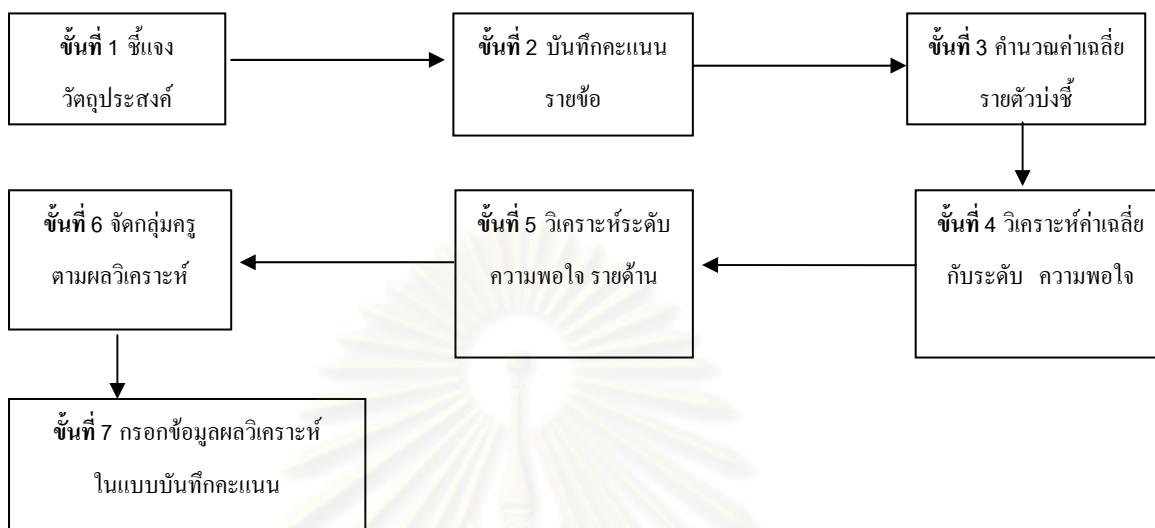 ขั้นที่ 1 ชี้แจง
วัตถุประสงค์
ขั้นที่ 2 บันทึกคะแนน
รายข้อ
ขั้นที่ 3 คำนวณค่าเฉลี่ย
รายตัวบ่งชี้
ขั้นที่ 4 วิเคราะห์ค่าเฉลี่ย
กับระดับ ความพอใจ
ขั้นที่ 5 วิเคราะห์ระดับ
ความพอใจ รายด้าน
ขั้นที่ 6 จัดกลุ่มครู
ตามผลวิเคราะห์
ขั้นที่ 7 กรอกข้อมูลผลวิเคราะห์
ในแบบบันทึกคะแนน